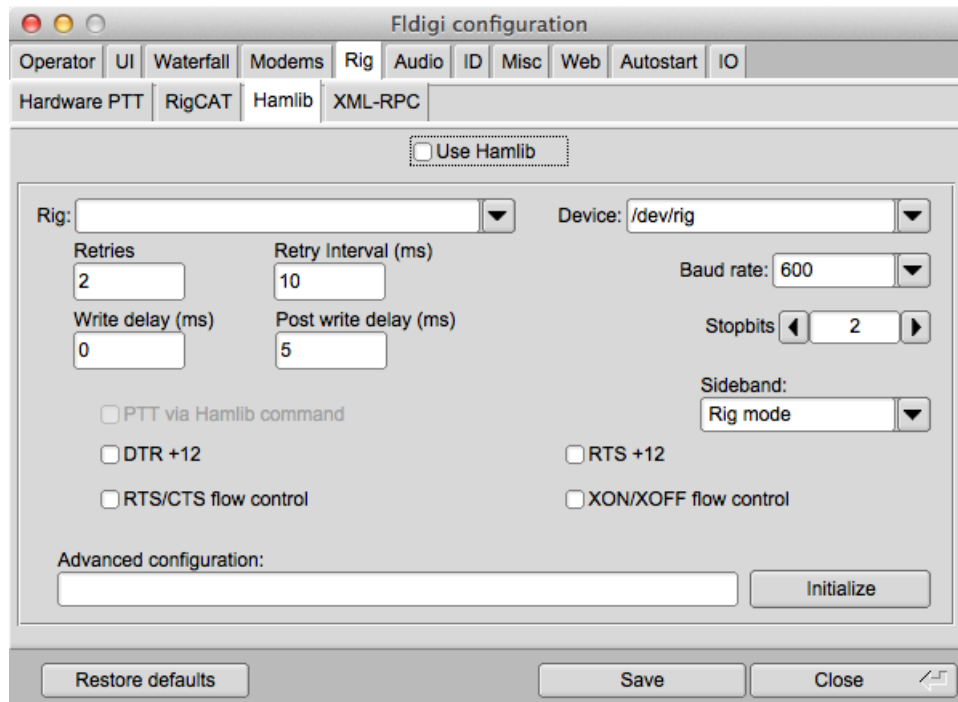 Fldigi configuration
Operator UI Waterfall Modems Rig Audio ID Misc Web Autostart IO
Hardware PTT RigCAT Hamlib XML-RPC
Use Hamlib
Rig: Device: /dev/rig
Retries Retry Interval (ms)
2 10 Baud rate: 600
Write delay (ms) Post write delay (ms)
0 5 Stopbits 2
Sideband:
PTT via Hamlib command Rig mode
DTR +12 RTS +12
RTS/CTS flow control XON/XOFF flow control
Advanced configuration:
Initialize
Restore defaults Save Close